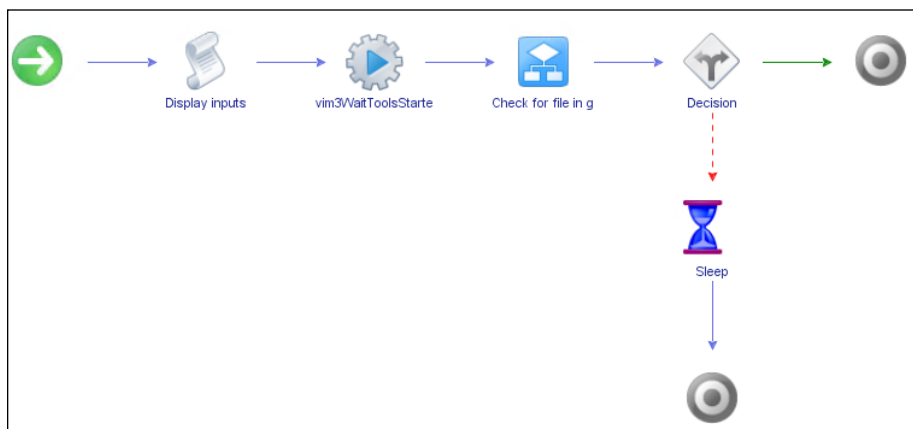 Display inputs
vim3WaitToolsStarte
Check for file in g
Decision
Sleep